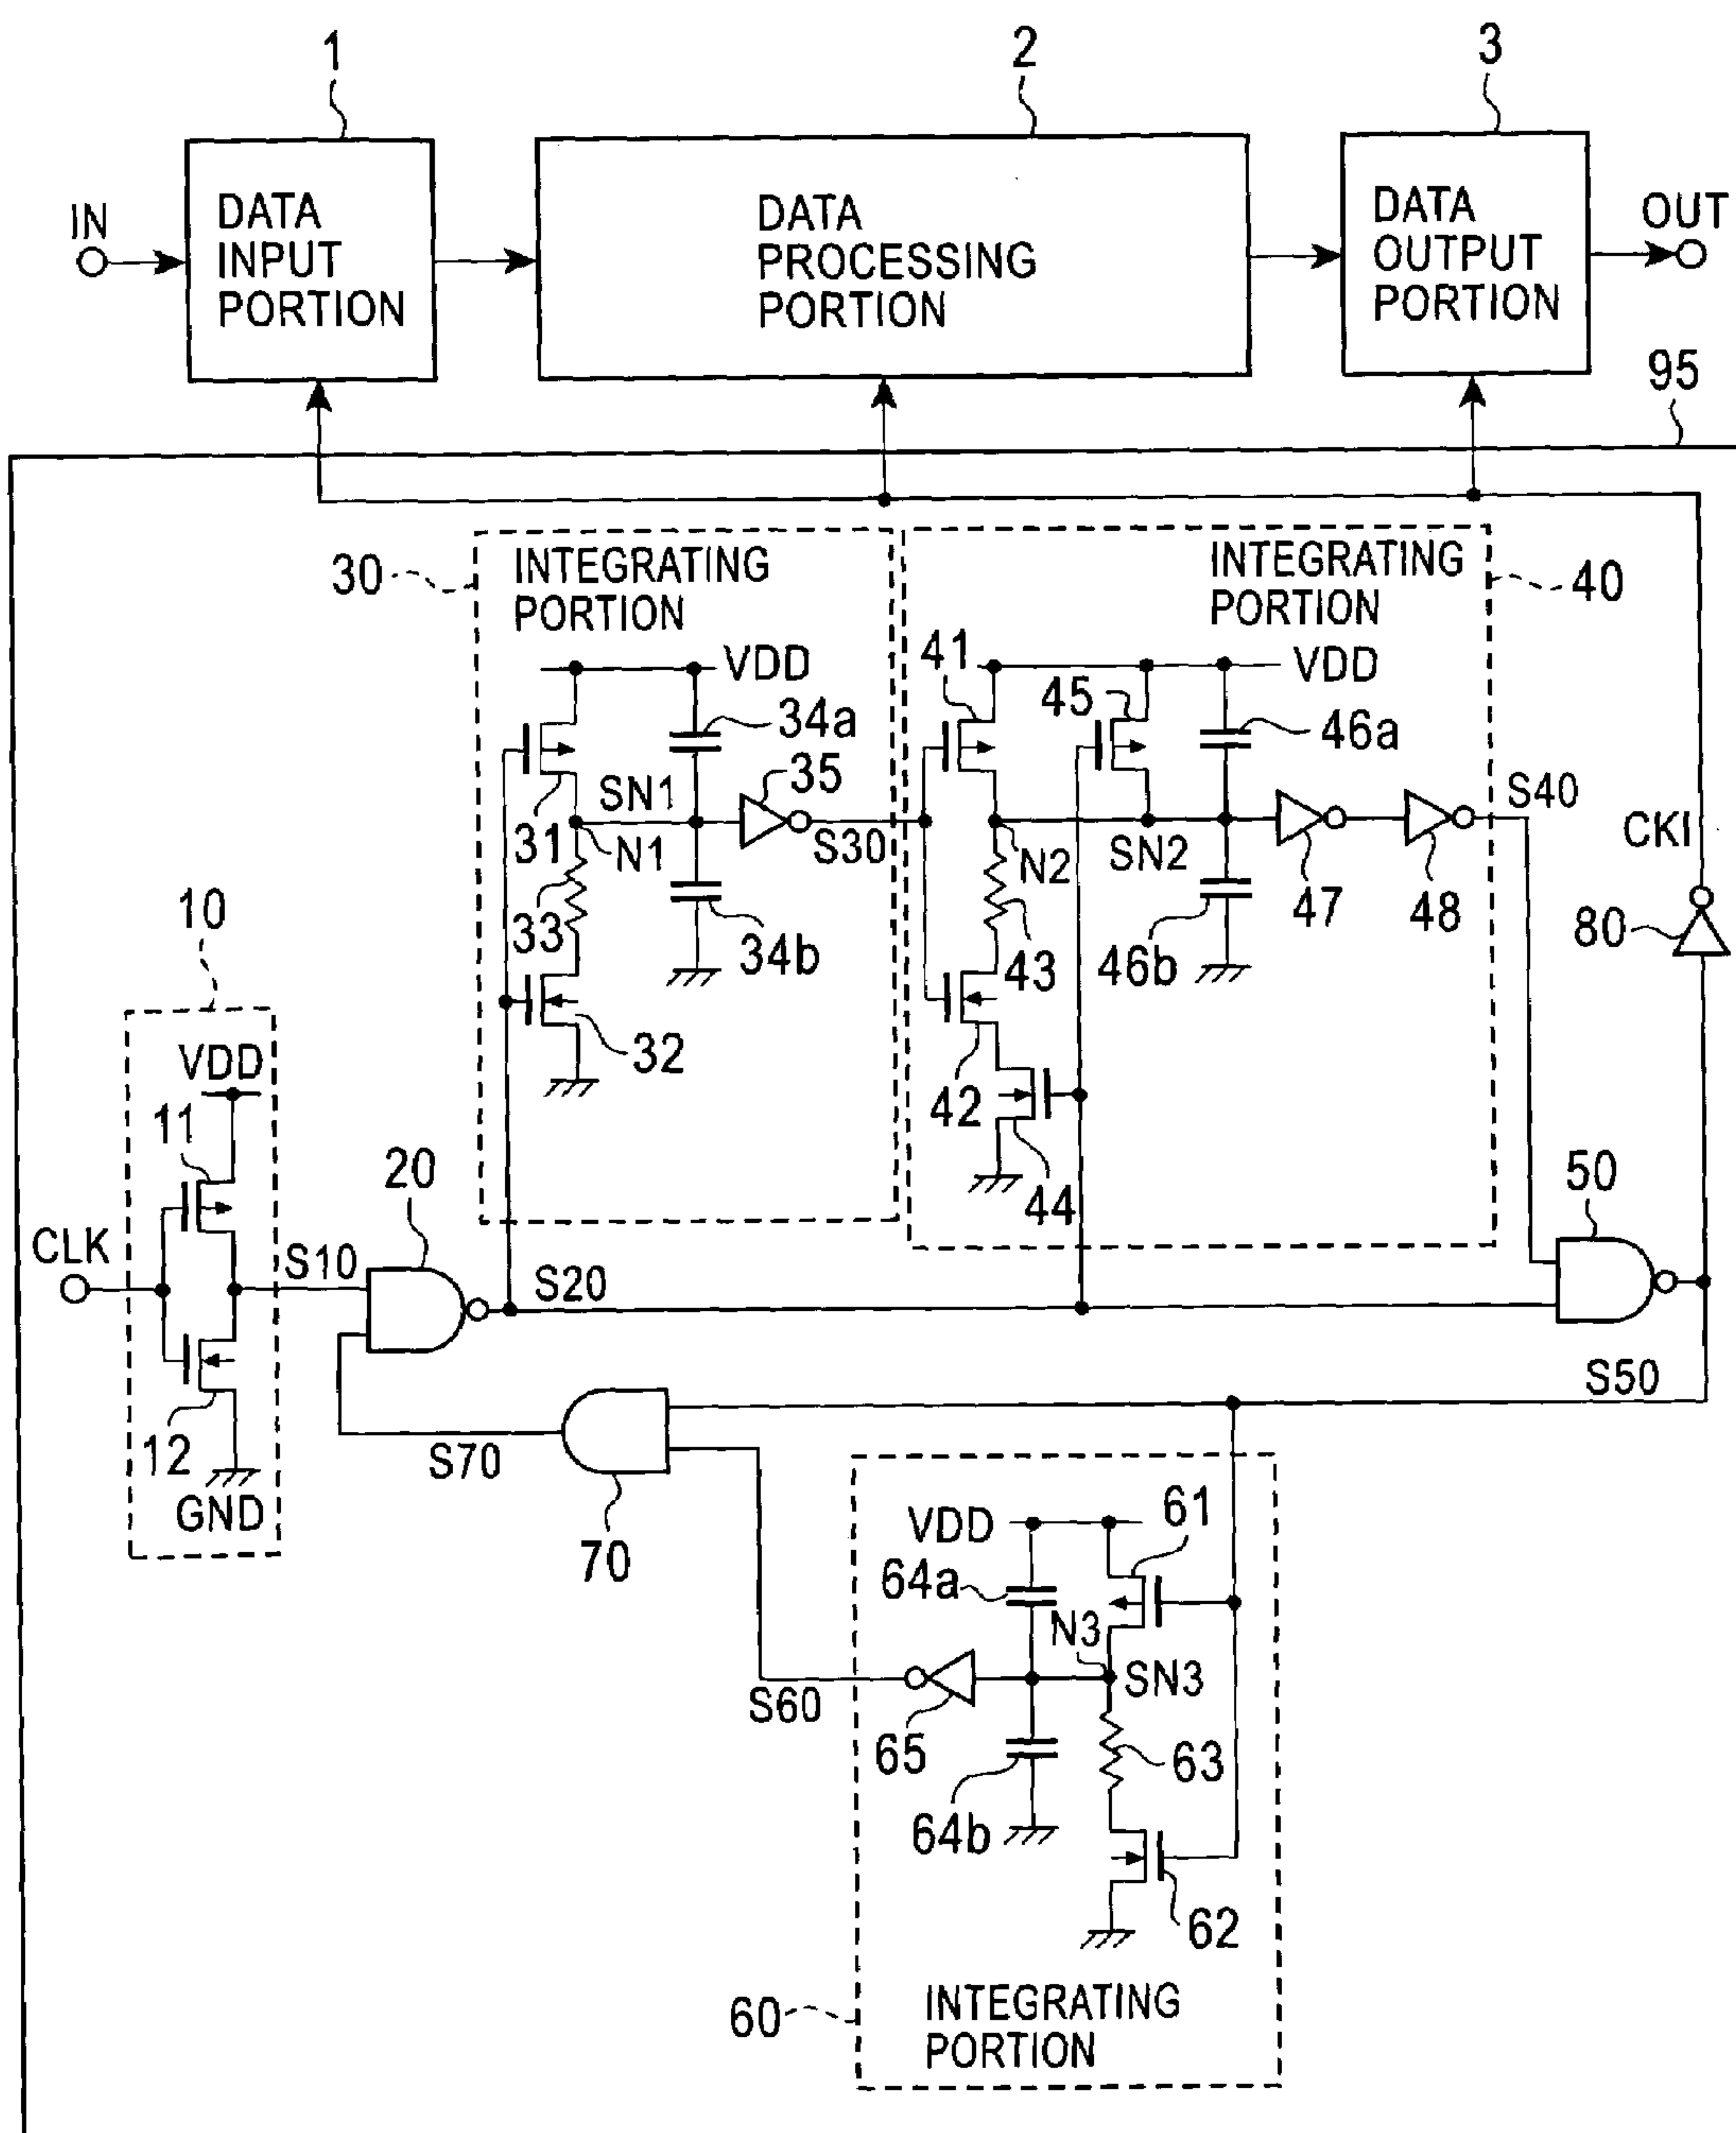 1
2
3
IN
DATA
INPUT
PORTION
DATA
PROCESSING
PORTION
DATA
OUTPUT
PORTION
OUT
95
30
INTEGRATING
PORTION
INTEGRATING
PORTION
40
VDD
41
45
VDD
34a
46a
35
SN1
S30
31
N1
N2
SN2
S40
CKI
47
48
33
34b
43
46b
80
10
32
42
44
VDD
11
20
50
CLK
S10
S20
12
GND
S70
70
S50
VDD
61
64a
N3
SN3
S60
65
63
64b
62
60
INTEGRATING
PORTION